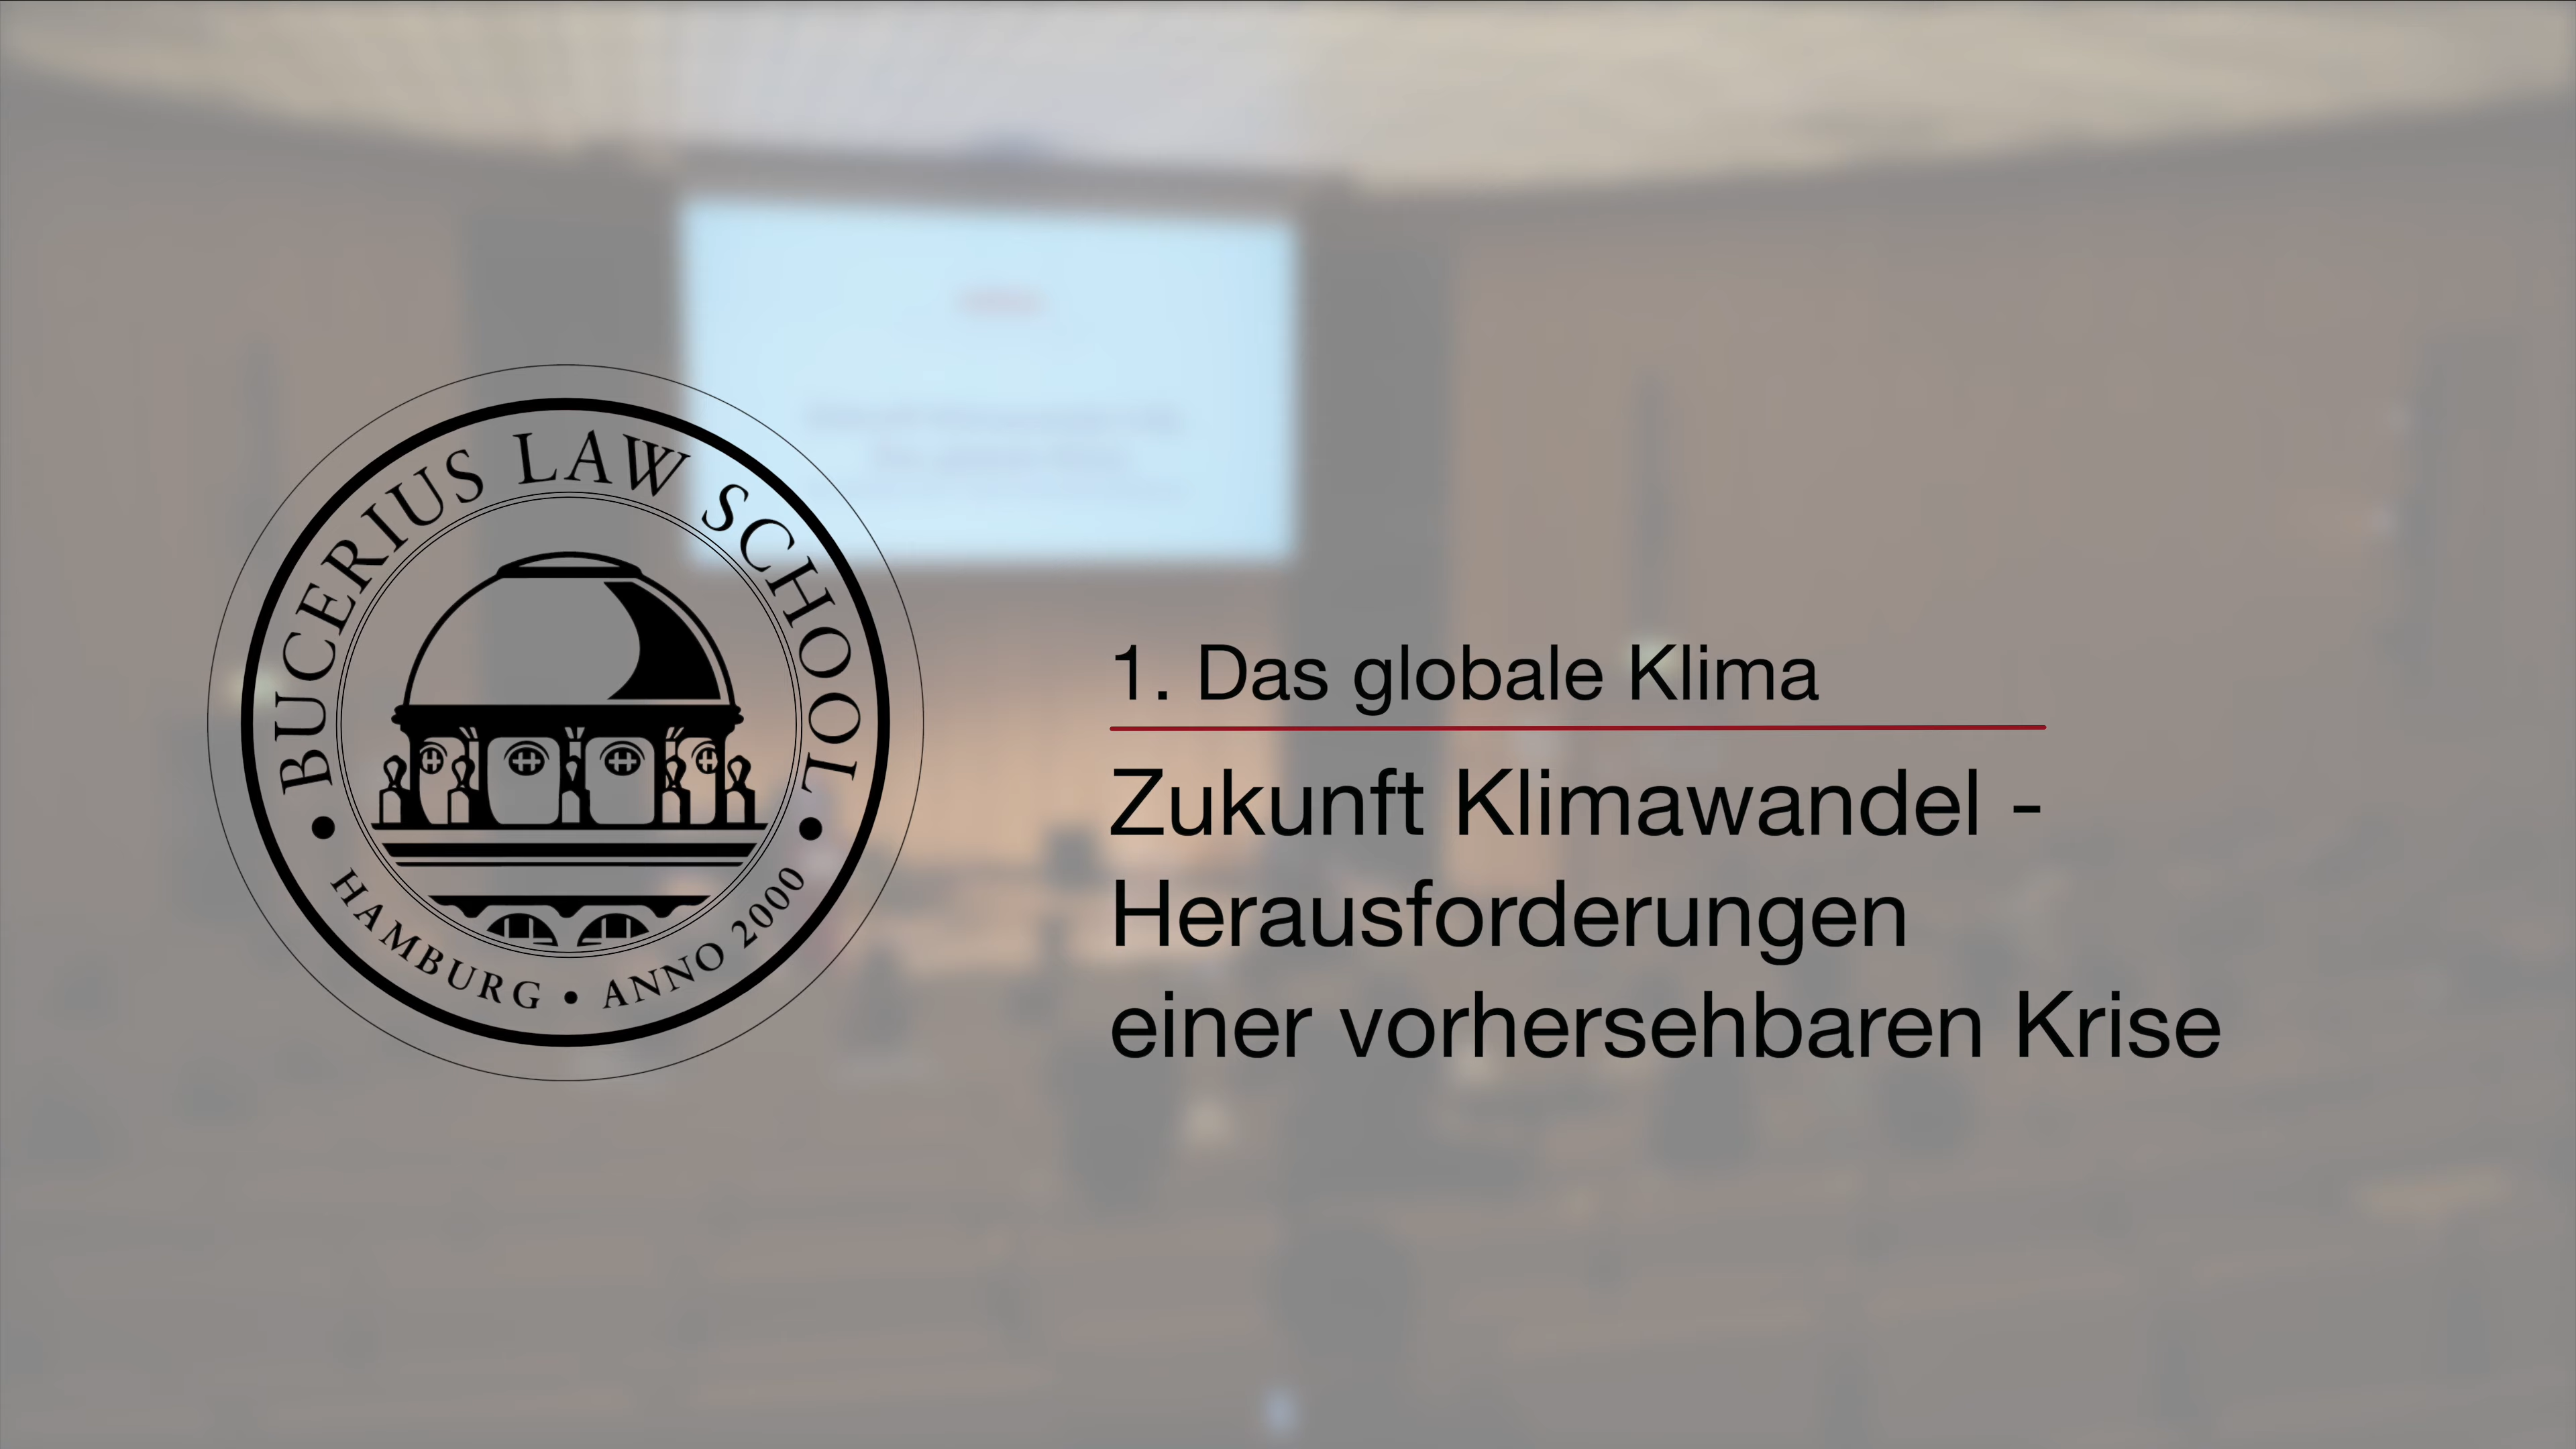 BUCERIUS LAW SCHOOL
HAMBURG • ANNO 2000
1. Das globale Klima
Zukunft Klimawandel -
Herausforderungen
einer vorhersehbaren Krise